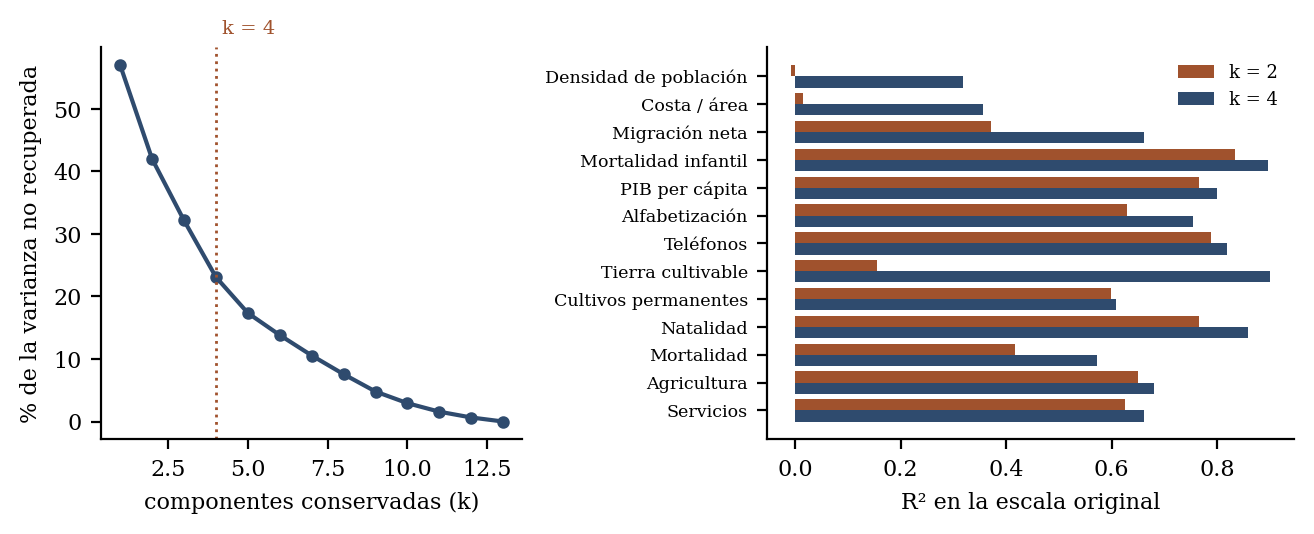 k = 4
% de la varianza no recuperada
50
40
30
20
10
0
2.5 5.0 7.5 10.0 12.5
componentes conservadas (k)
k = 2
k = 4
Densidad de población
Costa / área
Migración neta
Mortalidad infantil
PIB per cápita
Alfabetización
Teléfonos
Tierra cultivable
Cultivos permanentes
Natalidad
Mortalidad
Agricultura
Servicios
0.0 0.2 0.4 0.6 0.8
R² en la escala original